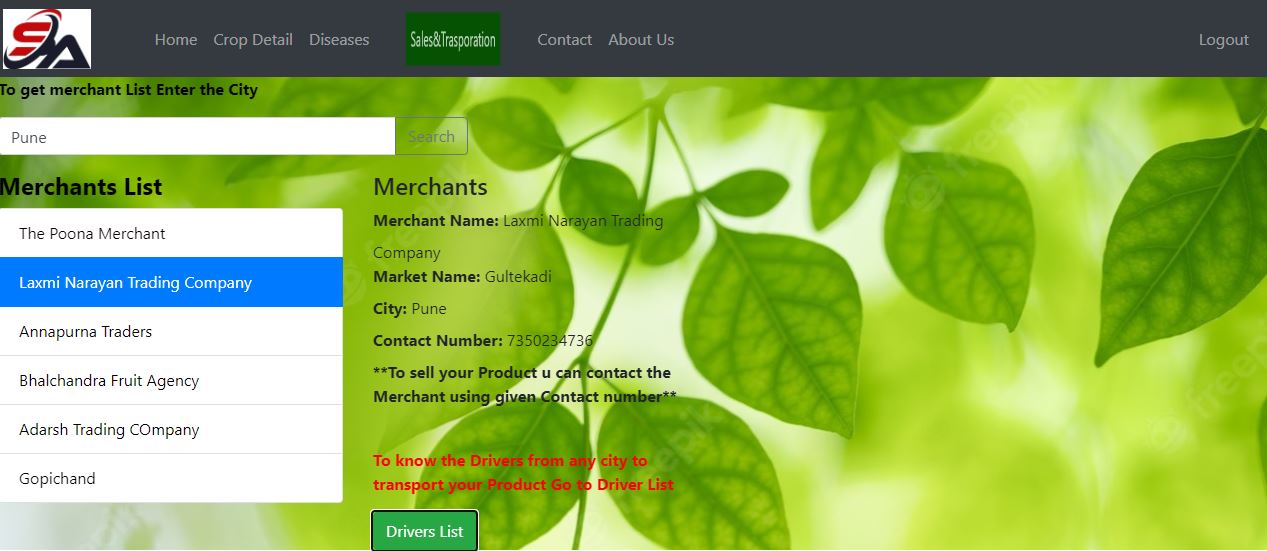 SA
Home Crop Detail Diseases Sales&Trasporation Contact About Us Logout
To get merchant List Enter the City
Pune Search
Merchants List
The Poona Merchant
Laxmi Narayan Trading Company
Annapurna Traders
Bhalchandra Fruit Agency
Adarsh Trading COmpany
Gopichand
Merchants
Merchant Name: Laxmi Narayan Trading
Company
Market Name: Gultekadi
City: Pune
Contact Number: 7350234736
**To sell your Product u can contact the
Merchant using given Contact number**
To know the Drivers from any city to
transport your Product Go to Driver List
Drivers List